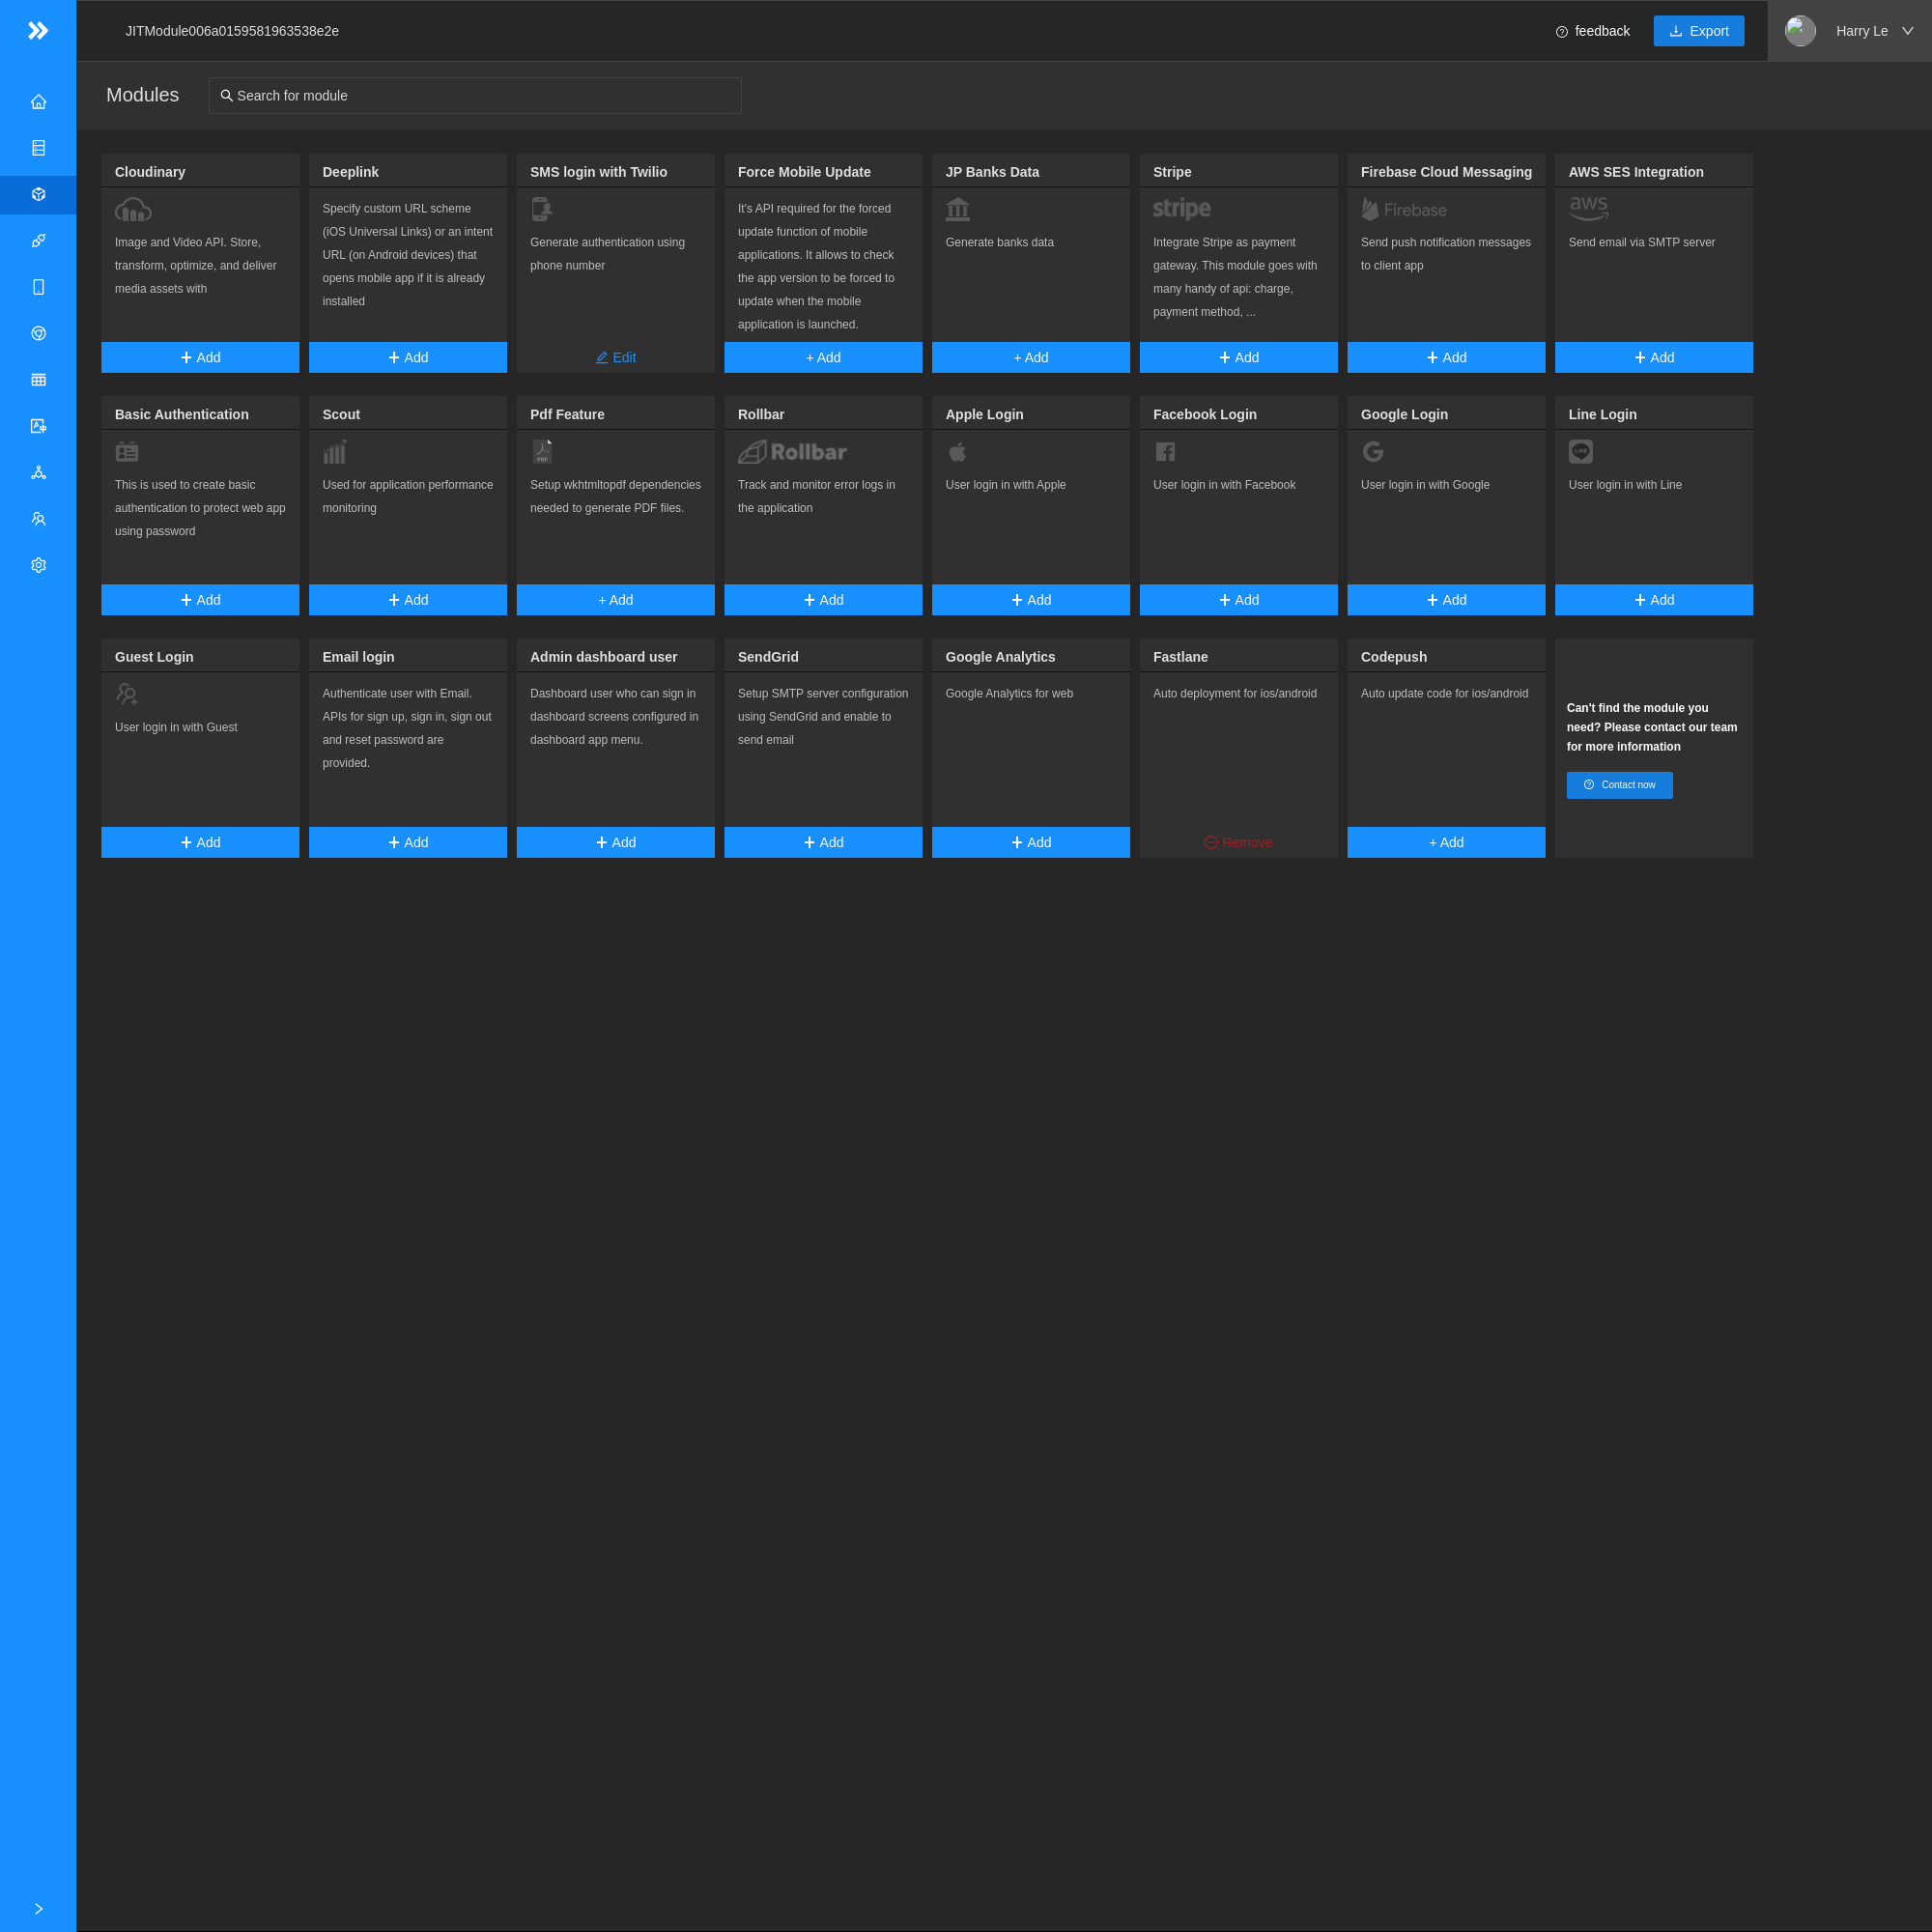 JITModule006a0159581963538e2e
feedback
Export
Harry Le
Modules
Search for module
Cloudinary
Image and Video API. Store,
transform, optimize, and deliver
media assets with
+ Add
Deeplink
Specify custom URL scheme
(iOS Universal Links) or an intent
URL (on Android devices) that
opens mobile app if it is already
installed
+ Add
SMS login with Twilio
Generate authentication using
phone number
Edit
Force Mobile Update
It's API required for the forced
update function of mobile
applications. It allows to check
the app version to be forced to
update when the mobile
application is launched.
+ Add
JP Banks Data
Generate banks data
+ Add
Stripe
stripe
Integrate Stripe as payment
gateway. This module goes with
many handy of api: charge,
payment method, ...
+ Add
Firebase Cloud Messaging
Firebase
Send push notification messages
to client app
+ Add
AWS SES Integration
aws
Send email via SMTP server
+ Add
Basic Authentication
This is used to create basic
authentication to protect web app
using password
+ Add
Scout
Used for application performance
monitoring
+ Add
Pdf Feature
PDF
Setup wkhtmltopdf dependencies
needed to generate PDF files.
+ Add
Rollbar
Rollbar
Track and monitor error logs in
the application
+ Add
Apple Login
User login in with Apple
+ Add
Facebook Login
User login in with Facebook
+ Add
Google Login
User login in with Google
+ Add
Line Login
LINE
User login in with Line
+ Add
Guest Login
User login in with Guest
+ Add
Email login
Authenticate user with Email.
APIs for sign up, sign in, sign out
and reset password are
provided.
+ Add
Admin dashboard user
Dashboard user who can sign in
dashboard screens configured in
dashboard app menu.
+ Add
SendGrid
Setup SMTP server configuration
using SendGrid and enable to
send email
+ Add
Google Analytics
Google Analytics for web
+ Add
Fastlane
Auto deployment for ios/android
Remove
Codepush
Auto update code for ios/android
+ Add
Can't find the module you
need? Please contact our team
for more information
Contact now